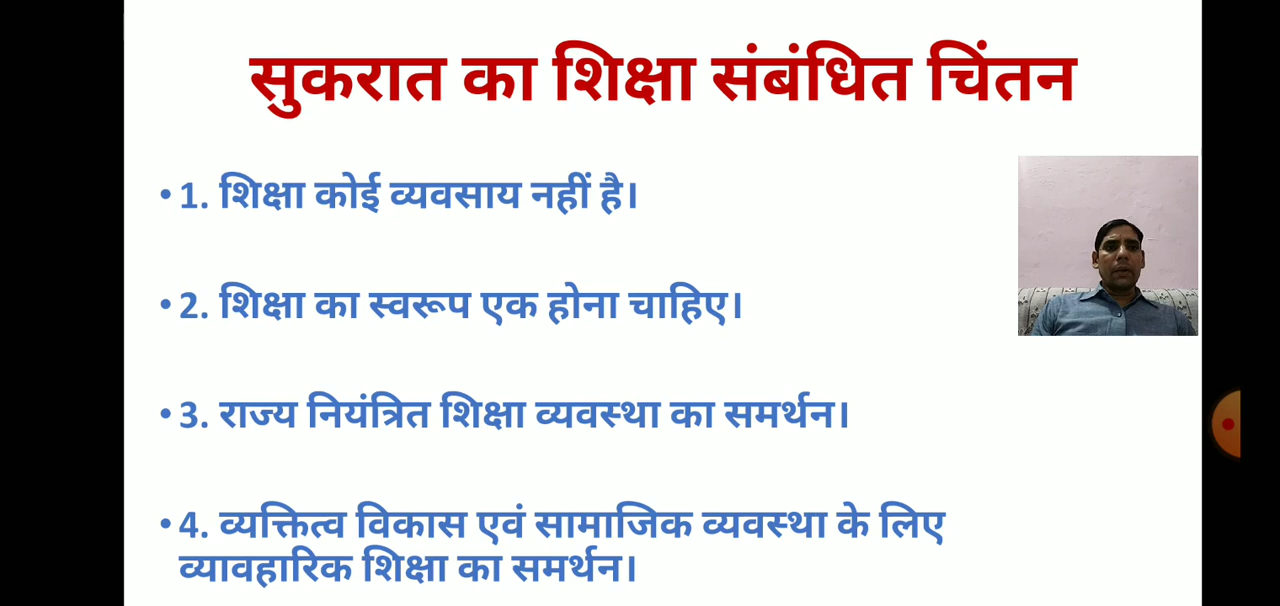 सुकरात का शिक्षा संबंधित चिंतन
• 1. शिक्षा कोई व्यवसाय नहीं है।
• 2. शिक्षा का स्वरूप एक होना चाहिए।
• 3. राज्य नियंत्रित शिक्षा व्यवस्था का समर्थन।
• 4. व्यक्तित्व विकास एवं सामाजिक व्यवस्था के लिए
व्यावहारिक शिक्षा का समर्थन।